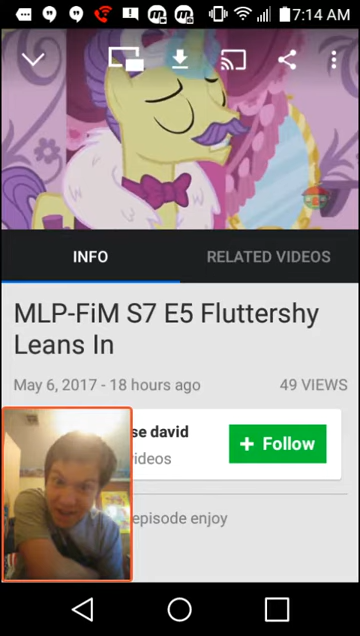 7:14 AM
INFO
RELATED VIDEOS
MLP-FiM S7 E5 Fluttershy
Leans In
May 6, 2017 - 18 hours ago
49 VIEWS
se david
+ Follow
ideos
episode enjoy